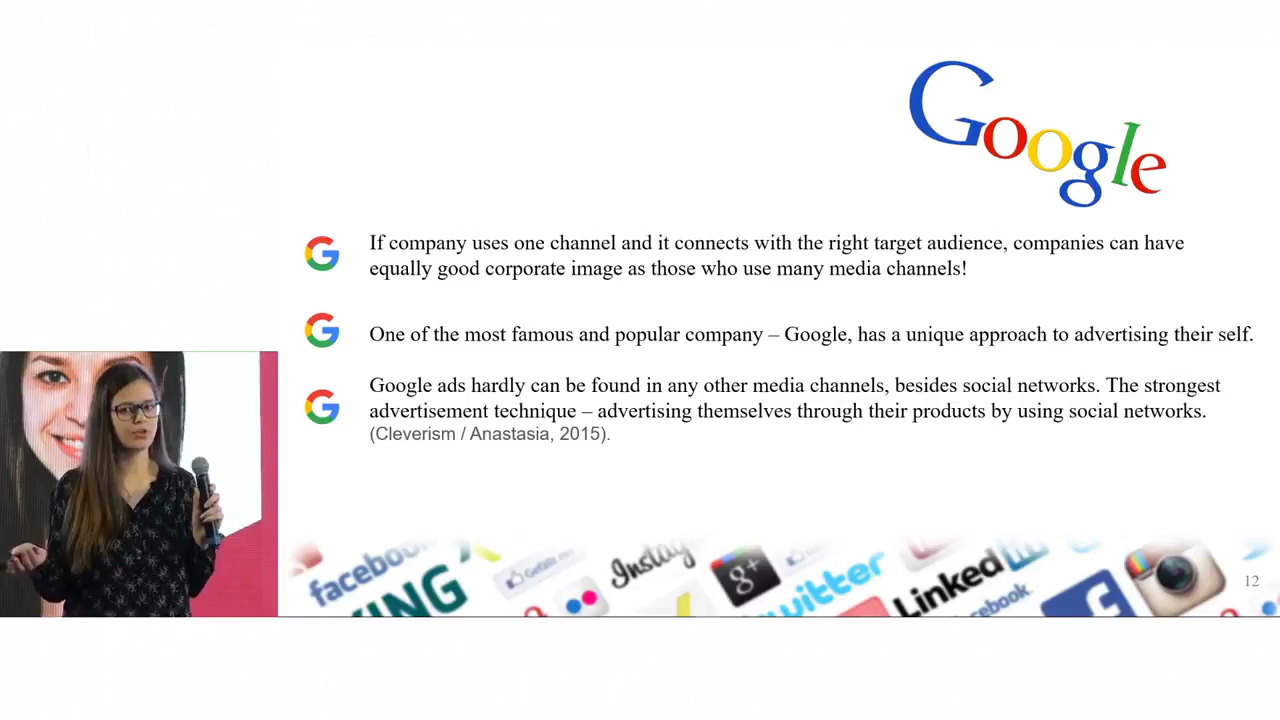 Google
If company uses one channel and it connects with the right target audience, companies can have
equally good corporate image as those who use many media channels!
One of the most famous and popular company – Google, has a unique approach to advertising their self.
Google ads hardly can be found in any other media channels, besides social networks. The strongest
advertisement technique – advertising themselves through their products by using social networks.
(Cleverism / Anastasia, 2015).
facebook
XING
Gefällt mir
Instag
g+
twitter
Linked in
facebook
f
12